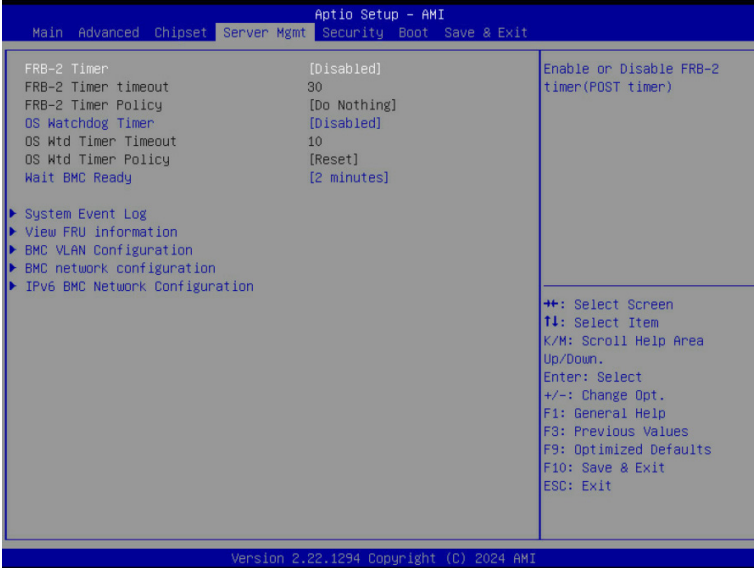 Aptio Setup - AMI
Main Advanced Chipset Server Mgmt Security Boot Save & Exit
FRB-2 Timer [Disabled]
FRB-2 Timer timeout 30
FRB-2 Timer Policy [Do Nothing]
OS Watchdog Timer [Disabled]
OS Wtd Timer Timeout 10
OS Wtd Timer Policy [Reset]
Wait BMC Ready [2 minutes]
System Event Log
View FRU information
BMC VLAN Configuration
BMC network configuration
IPv6 BMC Network Configuration
Enable or Disable FRB-2
timer(POST timer)
→←: Select Screen
↑↓: Select Item
K/M: Scroll Help Area
Up/Down.
Enter: Select
+/-: Change Opt.
F1: General Help
F3: Previous Values
F9: Optimized Defaults
F10: Save & Exit
ESC: Exit
Version 2.22.1294 Copyright (C) 2024 AMI